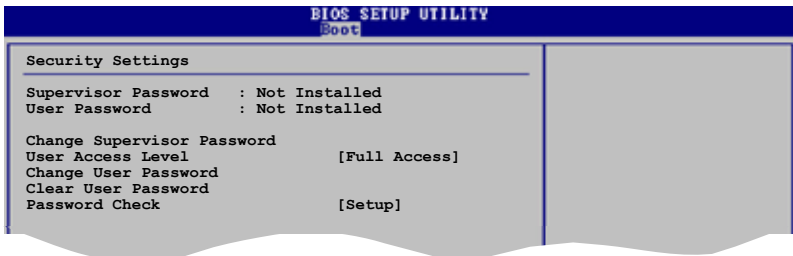 BIOS SETUP UTILITY
Boot
Security Settings
Supervisor Password : Not Installed
User Password : Not Installed
Change Supervisor Password
User Access Level [Full Access]
Change User Password
Clear User Password
Password Check [Setup]